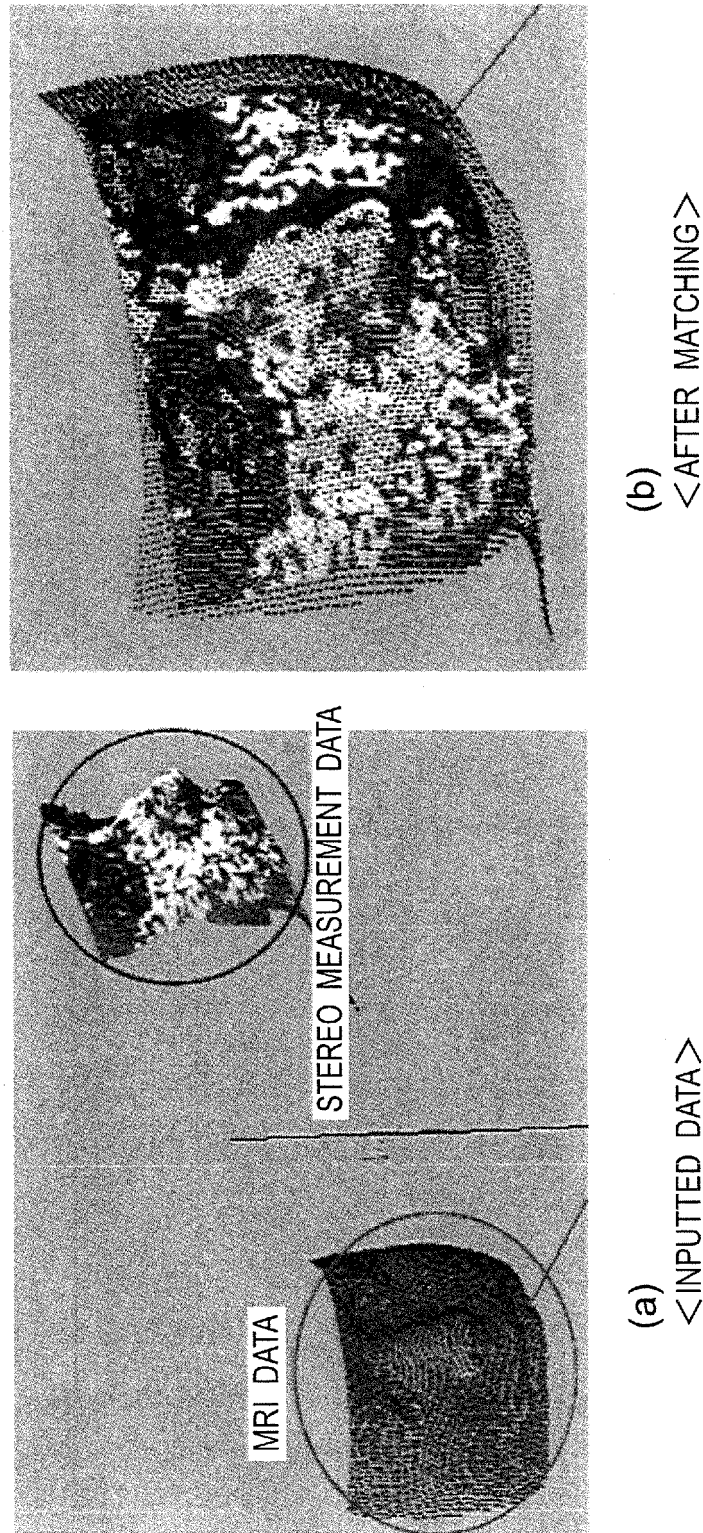 MRI DATA
STEREO MEASUREMENT DATA
(a)
<INPUTTED DATA>
(b)
<AFTER MATCHING>